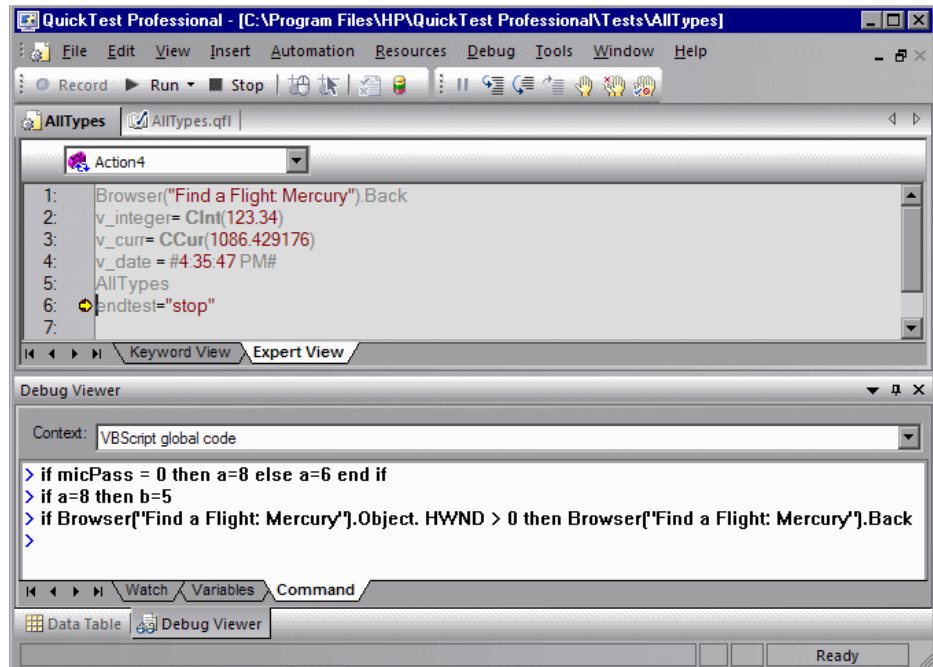 QuickTest Professional - [C:\Program Files\HP\QuickTest Professional\Tests\AllTypes]
File Edit View Insert Automation Resources Debug Tools Window Help
Record Run Stop
AllTypes AllTypes.qfl
Action4
1: Browser("Find a Flight: Mercury").Back
2: v_integer= CInt(123.34)
3: v_curr= CCur(1086.429176)
4: v_date = #4:35:47 PM#
5: AllTypes
6: endtest="stop"
7:
Keyword View Expert View
Debug Viewer
Context: VBScript global code
> if micPass = 0 then a=8 else a=6 end if
> if a=8 then b=5
> if Browser("Find a Flight: Mercury").Object. HWND > 0 then Browser("Find a Flight: Mercury").Back
>
Watch Variables Command
Data Table Debug Viewer
Ready